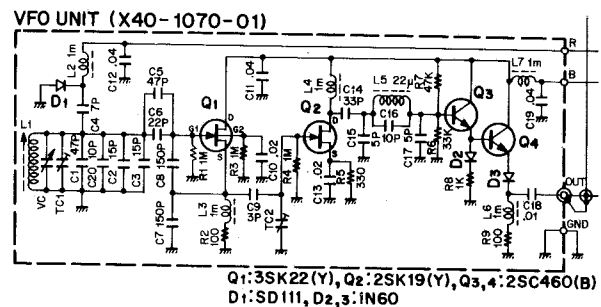 VFO UNIT (X40-1070-01)
L2 1m
C12 .04
D1
C5 47P
C6 22P
C4 7P
L1
VC
TC1
C1 47P
C20 10P
C2 15P
C3 15P
C8 150P
C7 150P
Q1
G1
G2
D
S
R1 1M
R3 1M
C10 .02
C11 .04
L3 1m
R2 100
C9 3P
TC2
R4 1M
L4 1m
Q2
D
S
C13 .02
R5 330
C14 33P
C15 5P
L5 22μ
C16 10P
C17 5P
R7 47K
R6 330
Q3
D2
R8 1K
Q4
D3
L7 1m
C19 .04
L6 1m
R9 100
C18 .01
R
B
OUT
GND
Q1:3SK22(Y), Q2:2SK19(Y), Q3,4:2SC460(B)
D1:SD111, D2,3:IN60